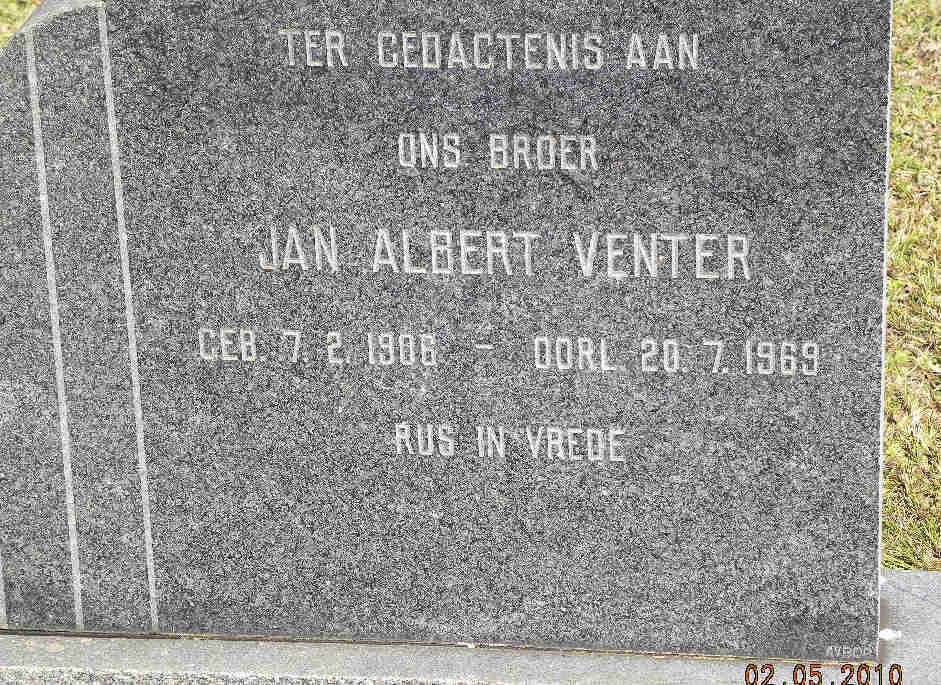 TER GEDACTENIS AAN
ONS BROER
JAN ALBERT VENTER
GEB. 7. 2. 1906 - OORL. 20. 7. 1969
RUS IN VREDE
02.05.2010